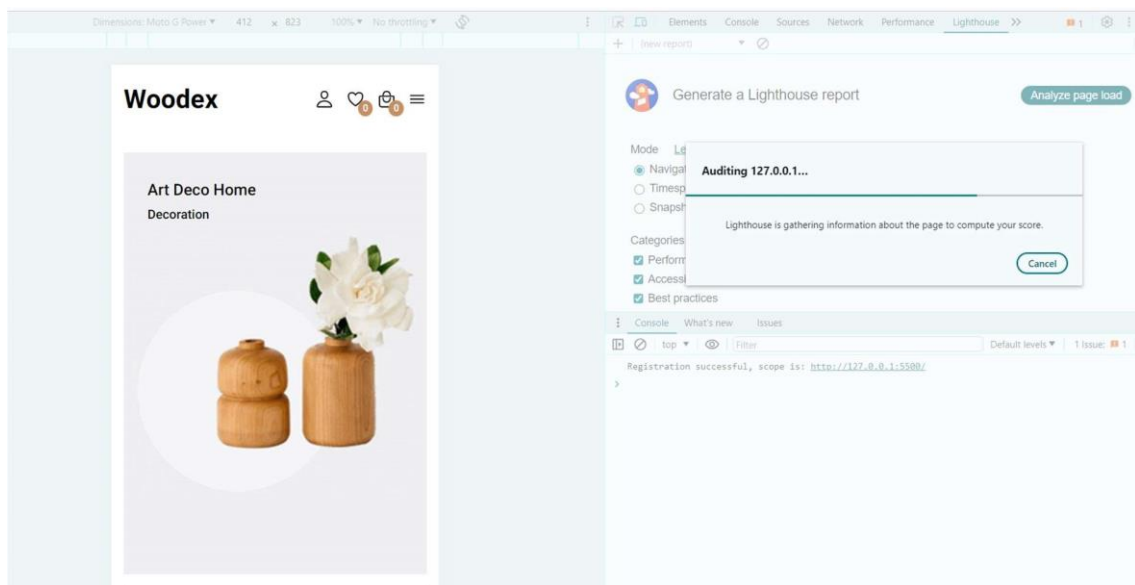 Dimensions: Moto G Power 412 x 823 100% No throttling
Elements Console Sources Network Performance Lighthouse 1
(new report)
Woodex
0 0
Art Deco Home
Decoration
Generate a Lighthouse report
Analyze page load
Mode Le
Navigat
Timesp
Snapsh
Categories
Perform
Accessi
Best practices
Auditing 127.0.0.1...
Lighthouse is gathering information about the page to compute your score.
Cancel
Console What's new Issues
top Filter Default levels 1 Issue: 1
Registration successful, scope is: http://127.0.0.1:5500/